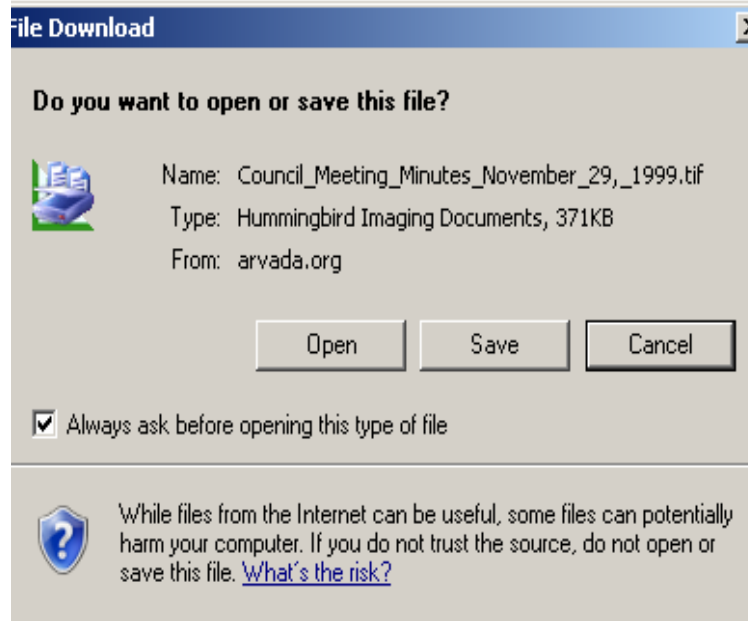 File Download
Do you want to open or save this file?
Name: Council_Meeting_Minutes_November_29,_1999.tif
Type: Hummingbird Imaging Documents, 371KB
From: arvada.org
Open Save Cancel
Always ask before opening this type of file
While files from the Internet can be useful, some files can potentially
harm your computer. If you do not trust the source, do not open or
save this file. What's the risk?